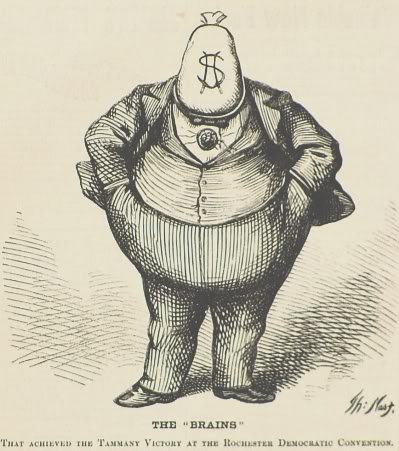 $
Th: Nast.
THE "BRAINS"
THAT ACHIEVED THE TAMMANY VICTORY AT THE ROCHESTER DEMOCRATIC CONVENTION.